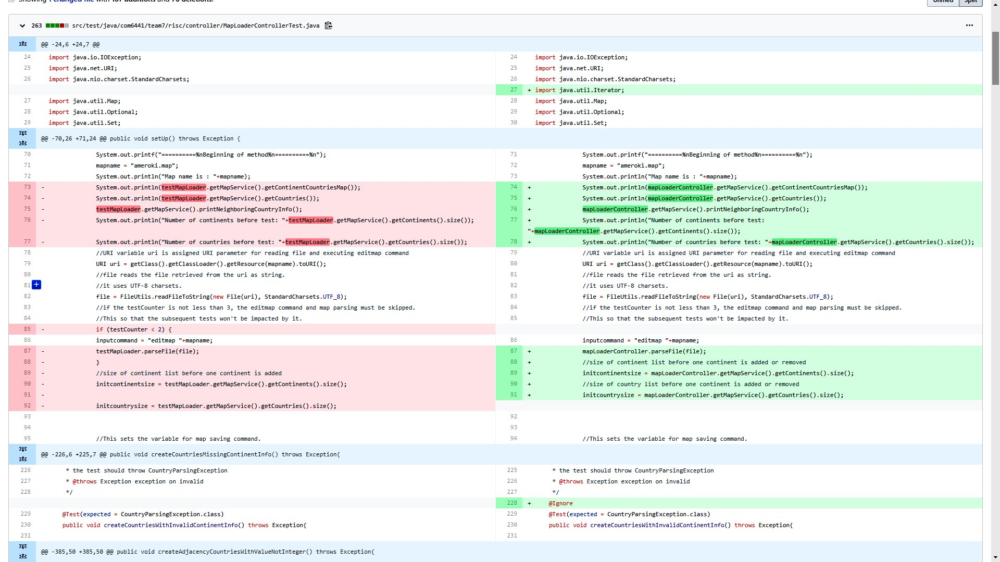 Showing 1 changed file with 187 additions and 76 deletions.
Unified Split
263 src/test/java/com6441/team7/risc/controller/MapLoaderControllerTest.java
@@ -24,6 +24,7 @@
24 import java.io.IOException; 24 import java.io.IOException;
25 import java.net.URI; 25 import java.net.URI;
26 import java.nio.charset.StandardCharsets; 26 import java.nio.charset.StandardCharsets;
27 + import java.util.Iterator;
27 import java.util.Map; 28 import java.util.Map;
28 import java.util.Optional; 29 import java.util.Optional;
29 import java.util.Set; 30 import java.util.Set;
@@ -70,26 +71,24 @@ public void setUp() throws Exception {
70 System.out.printf("==========%nBeginning of method%n==========%n"); 71 System.out.printf("==========%nBeginning of method%n==========%n");
71 mapname = "ameroki.map"; 72 mapname = "ameroki.map";
72 System.out.println("Map name is : "+mapname); 73 System.out.println("Map name is : "+mapname);
73 - System.out.println(testMapLoader.getMapService().getContinentCountriesMap()); 74 + System.out.println(mapLoaderController.getMapService().getContinentCountriesMap());
74 - System.out.println(testMapLoader.getMapService().getCountries()); 75 + System.out.println(mapLoaderController.getMapService().getCountries());
75 - testMapLoader.getMapService().printNeighboringCountryInfo(); 76 + mapLoaderController.getMapService().printNeighboringCountryInfo();
76 - System.out.println("Number of continents before test: "+testMapLoader.getMapService().getContinents().size()); 77 + System.out.println("Number of continents before test:
"+mapLoaderController.getMapService().getContinents().size());
77 - System.out.println("Number of countries before test: "+testMapLoader.getMapService().getCountries().size()); 78 + System.out.println("Number of countries before test: "+mapLoaderController.getMapService().getCountries().size());
78 //URI variable uri is assigned URI parameter for reading file and executing editmap command 79 //URI variable uri is assigned URI parameter for reading file and executing editmap command
79 URI uri = getClass().getClassLoader().getResource(mapname).toURI(); 80 URI uri = getClass().getClassLoader().getResource(mapname).toURI();
80 //file reads the file retrieved from the uri as string. 81 //file reads the file retrieved from the uri as string.
81 + //it uses UTF-8 charsets. 82 //it uses UTF-8 charsets.
82 file = FileUtils.readFileToString(new File(uri), StandardCharsets.UTF_8); 83 file = FileUtils.readFileToString(new File(uri), StandardCharsets.UTF_8);
83 //if the testCounter is not less than 3, the editmap command and map parsing must be skipped. 84 //if the testCounter is not less than 3, the editmap command and map parsing must be skipped.
84 //This so that the subsequent tests won't be impacted by it. 85 //This so that the subsequent tests won't be impacted by it.
85 - if (testCounter < 2) {
86 inputcommand = "editmap "+mapname; 86 inputcommand = "editmap "+mapname;
87 - testMapLoader.parseFile(file); 87 + mapLoaderController.parseFile(file);
88 - } 88 + //size of continent list before one continent is added or removed
89 - //size of continent list before one continent is added 89 + initcontinentsize = mapLoaderController.getMapService().getContinents().size();
90 - initcontinentsize = testMapLoader.getMapService().getContinents().size(); 90 + //size of country list before one continent is added or removed
91 - 91 + initcountrysize = mapLoaderController.getMapService().getCountries().size();
92 - initcountrysize = testMapLoader.getMapService().getCountries().size();
93 92
94 93
95 //This sets the variable for map saving command. 94 //This sets the variable for map saving command.
@@ -226,6 +225,7 @@ public void createCountriesMissingContinentInfo() throws Exception{
226 * the test should throw CountryParsingException 225 * the test should throw CountryParsingException
227 * @throws Exception exception on invalid 226 * @throws Exception exception on invalid
228 */ 227 */
228 + @Ignore
229 @Test(expected = CountryParsingException.class) 229 @Test(expected = CountryParsingException.class)
230 public void createCountriesWithInvalidContinentInfo() throws Exception{ 230 public void createCountriesWithInvalidContinentInfo() throws Exception{
231 231
@@ -385,50 +385,50 @@ public void createAdjacencyCountriesWithValueNotInteger() throws Exception{